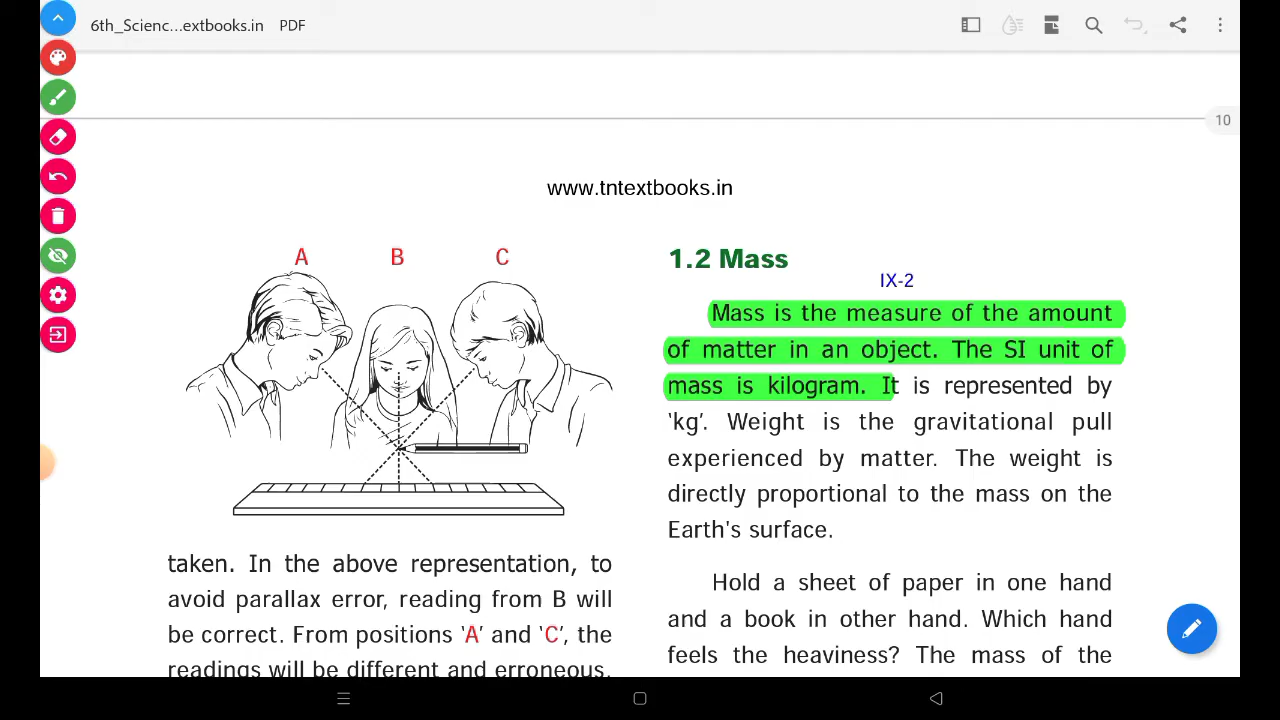 6th_Scienc...extbooks.in PDF
10
www.tntextbooks.in
A B C
taken. In the above representation, to
avoid parallax error, reading from B will
be correct. From positions ‘A’ and ‘C’, the
readings will be different and erroneous.
1.2 Mass
IX-2
Mass is the measure of the amount
of matter in an object. The SI unit of
mass is kilogram. It is represented by
‘kg’. Weight is the gravitational pull
experienced by matter. The weight is
directly proportional to the mass on the
Earth's surface.
Hold a sheet of paper in one hand
and a book in other hand. Which hand
feels the heaviness? The mass of the